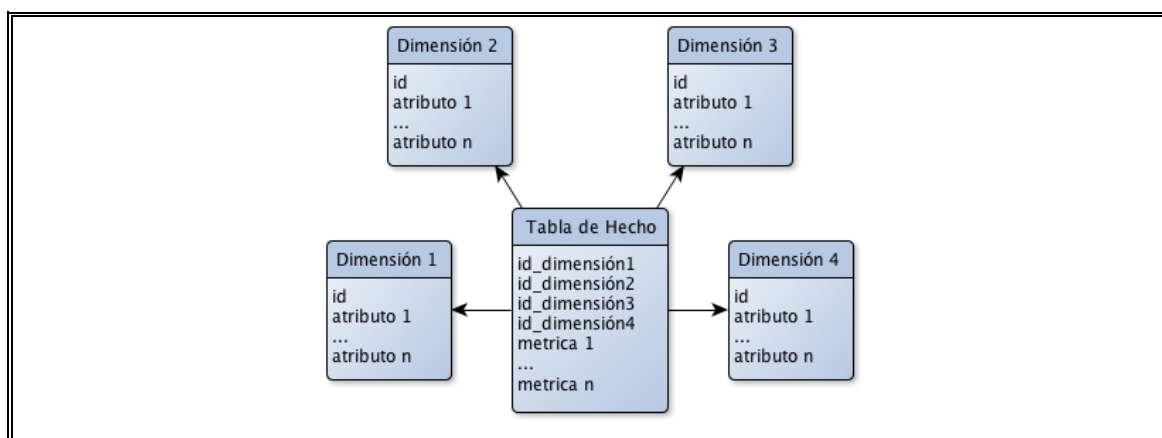 Dimensión 2
id
atributo 1
...
atributo n
Dimensión 3
id
atributo 1
...
atributo n
Dimensión 1
id
atributo 1
...
atributo n
Tabla de Hecho
id_dimensión1
id_dimensión2
id_dimensión3
id_dimensión4
metrica 1
...
metrica n
Dimensión 4
id
atributo 1
...
atributo n